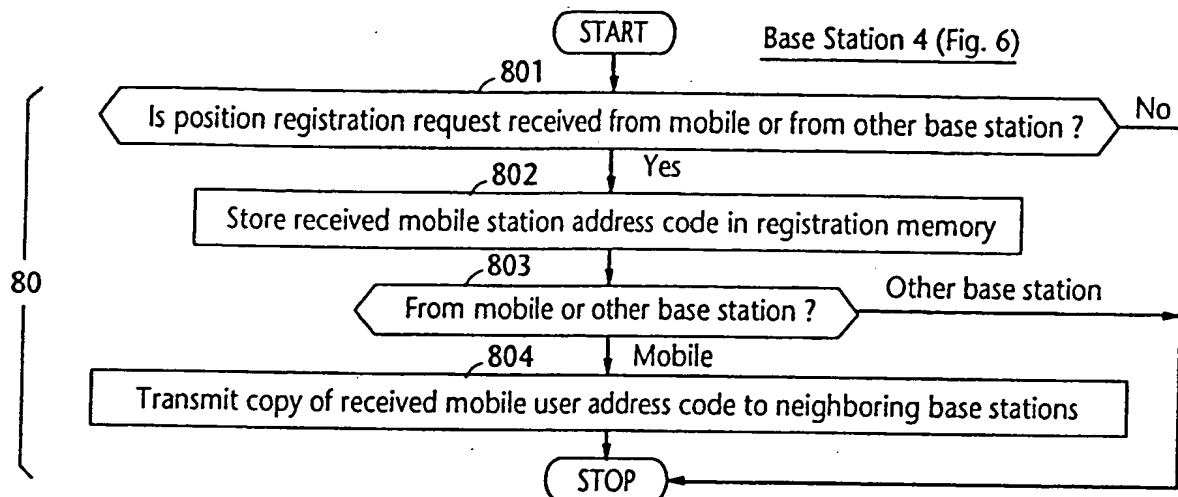 START
Base Station 4 (Fig. 6)
801
Is position registration request received from mobile or from other base station ?
No
Yes
802
Store received mobile station address code in registration memory
803
From mobile or other base station ?
Other base station
80
804
Mobile
Transmit copy of received mobile user address code to neighboring base stations
STOP